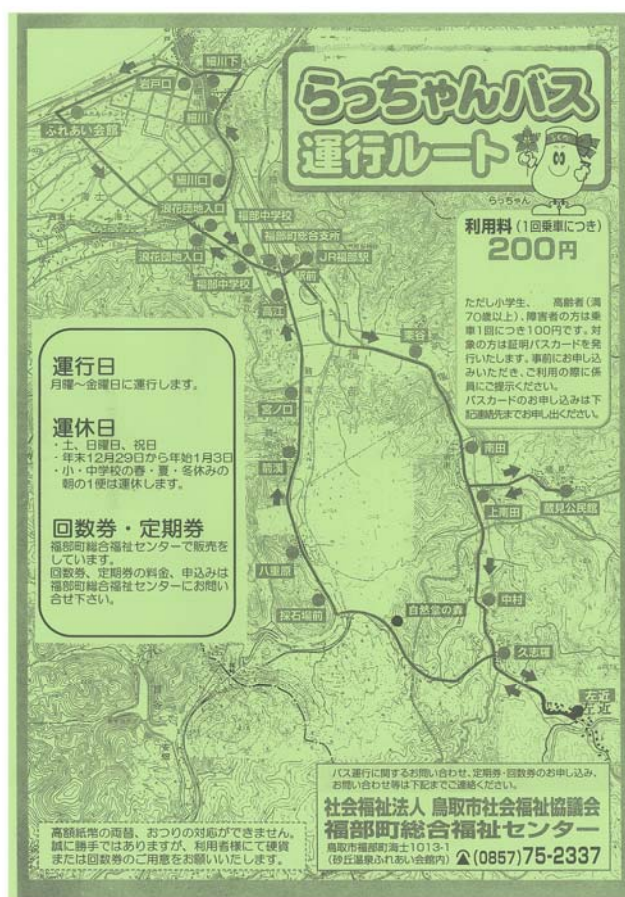 らっちゃんバス
運行ルート
らっちゃん
利用料(1回乗車につき)
200円
ただし小学生、　高齢者(満
70歳以上)、障害者の方は乗
車1回につき100円です。対
象の方は証明パスカードを発
行いたします。事前にお申し込
みいただき、ご利用の際に係
員にご提示ください。
パスカードのお申し込みは下
記連絡先までお申し出ください。
細川下
岩戸口
細川
ふれあい会館
細川口
浪花団地入口
福部中学校
福部町総合支所
JR福部駅
駅前
浪花団地入口
福部中学校
高江
栗谷
宮ノ口
南田
蔵見公民館
上南田
八重原
中村
採石場前
自然堂の森
久志羅
左近
左近
運行日
月曜〜金曜日に運行します。
運休日
・土、日曜日、祝日
・年末12月29日から年始1月3日
・小・中学校の春・夏・冬休みの
朝の1便は運休します。
回数券・定期券
福部町総合福祉センターで販売を
しています。
回数券、定期券の料金、申込みは
福部町総合福祉センターにお問い
合せ下さい。
高額紙幣の両替、おつりの対応ができません。
誠に勝手ではありますが、利用者様にて硬貨
または回数券のご用意をお願いいたします。
バス運行に関するお問い合わせ、定期券・回数券のお申し込み、
お問い合わせ等は下記までご連絡ください。
社会福祉法人 鳥取市社会福祉協議会
福部町総合福祉センター
鳥取市福部町海士1013-1
(砂丘温泉ふれあい会館内) (0857)75-2337